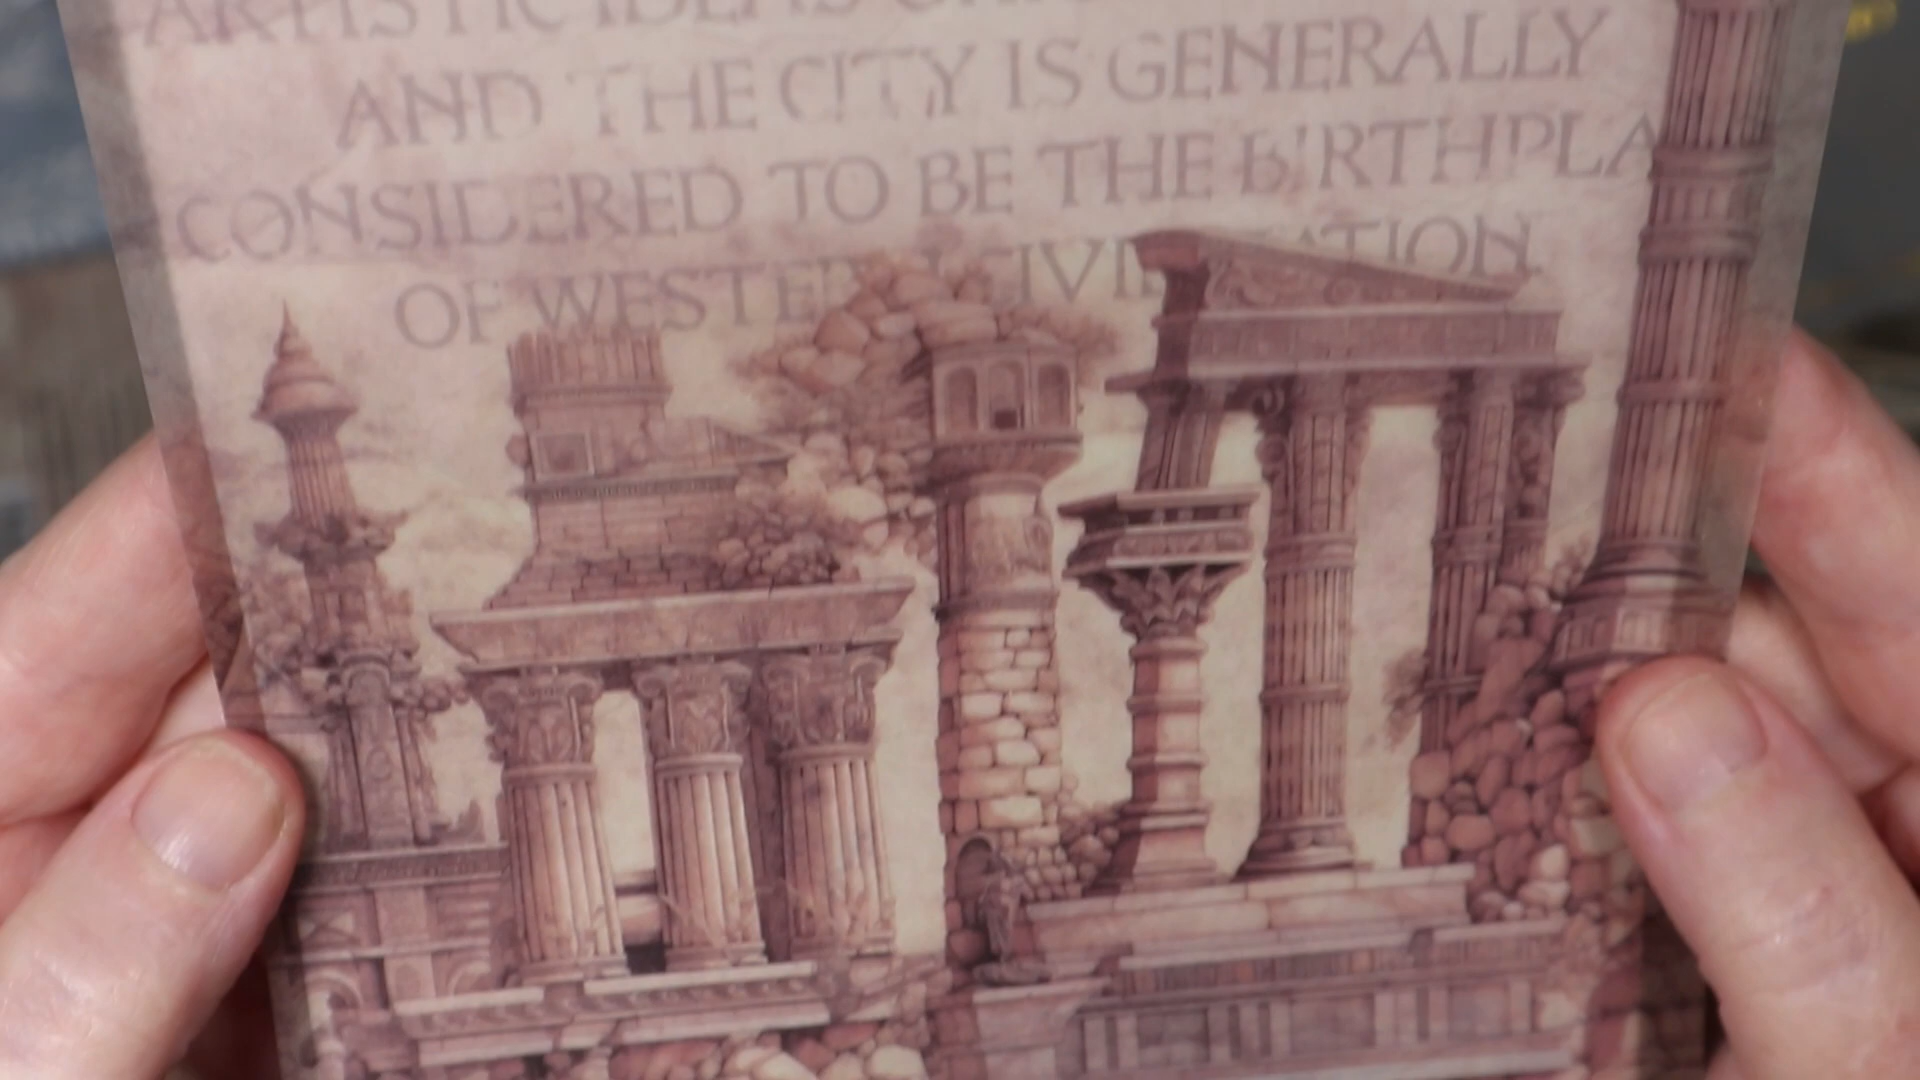 ARTISTIC IDEAS
AND THE CITY IS GENERALLY
CONSIDERED TO BE THE BIRTHPLA
OF WESTERN CIVILIZATION